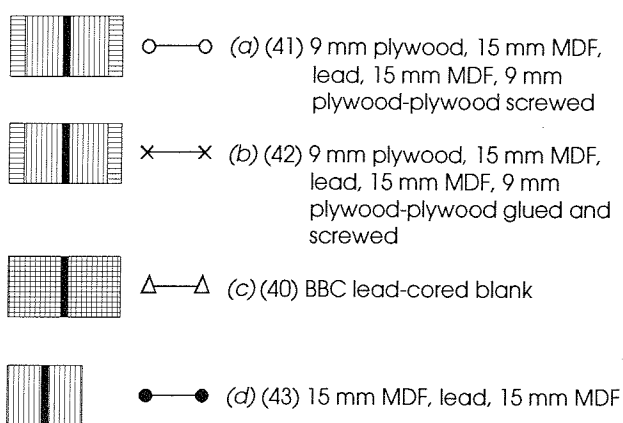 (a) (41) 9 mm plywood, 15 mm MDF,
lead, 15 mm MDF, 9 mm
plywood-plywood screwed
(b) (42) 9 mm plywood, 15 mm MDF,
lead, 15 mm MDF, 9 mm
plywood-plywood glued and
screwed
(c) (40) BBC lead-cored blank
(d) (43) 15 mm MDF, lead, 15 mm MDF